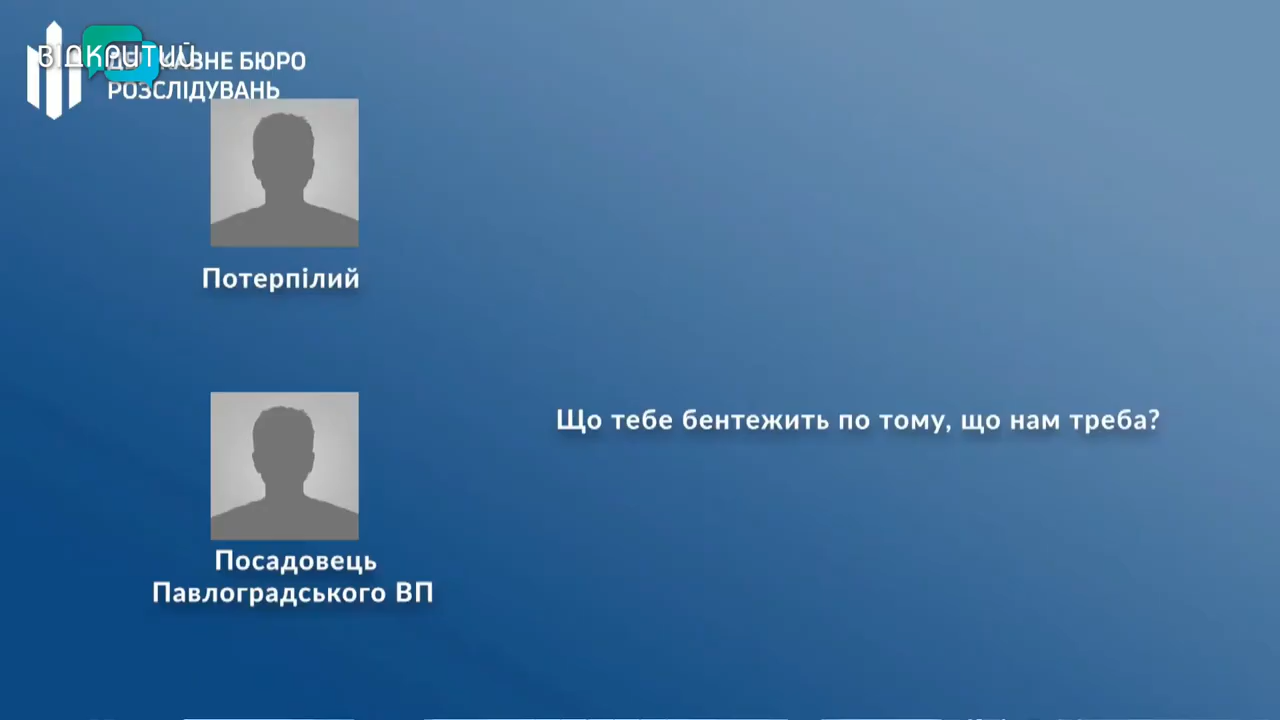 ВІДКРИТИЙ
БЮРО
РОЗСЛІДУВАНЬ
Потерпілий
Що тебе бентежить по тому, що нам треба?
Посадовець
Павлоградського ВП